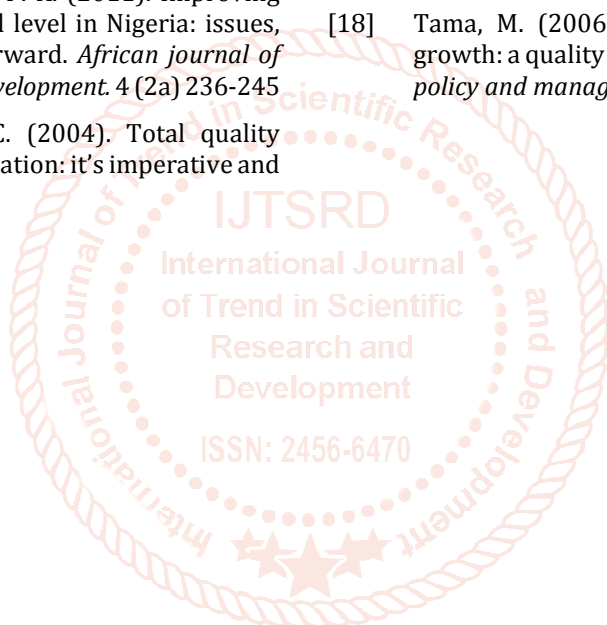 l level in Nigeria: issues,
rward. African journal of
velopment. 4 (2a) 236-245
C. (2004). Total quality
ation: it's imperative and
[18] Tama, M. (2006
growth: a quality
policy and manag
International Journal of Trend in Scientific Research and Development
IJTSRD
International Journal
of Trend in Scientific
Research and
Development
ISSN: 2456-6470